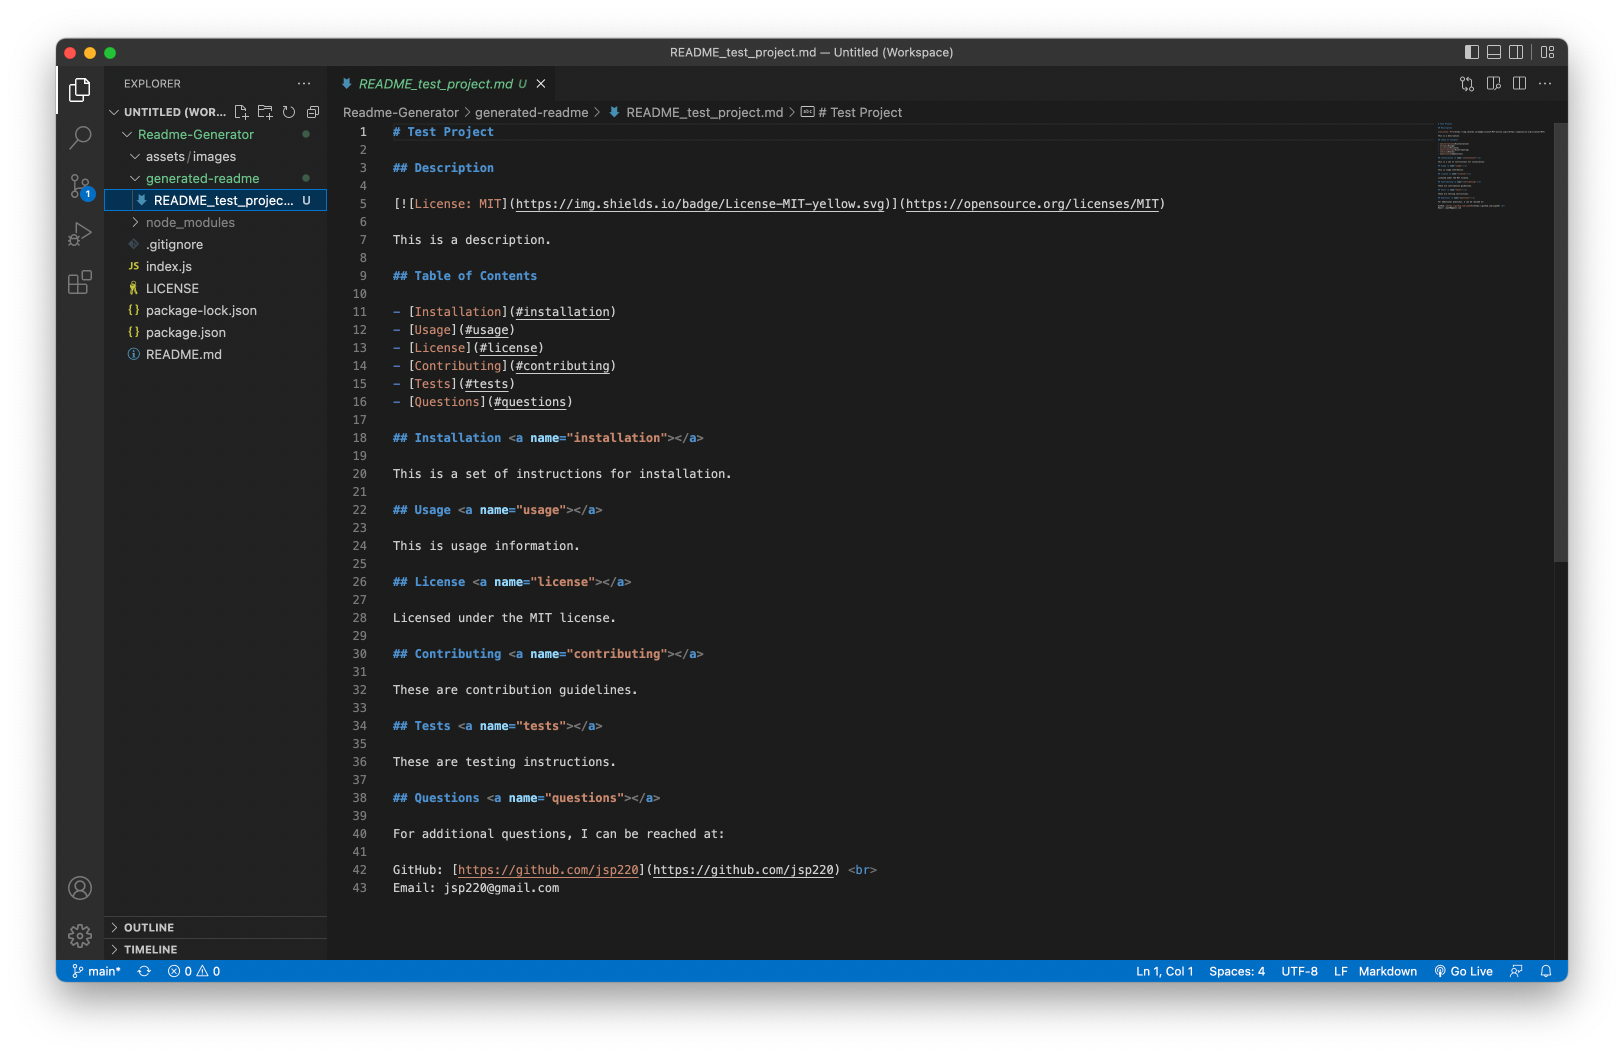 README_test_project.md — Untitled (Workspace)
EXPLORER
UNTITLED (WOR...
Readme-Generator
assets / images
generated-readme
README_test_projec... U
node_modules
.gitignore
JS index.js
LICENSE
{ } package-lock.json
{ } package.json
README.md
OUTLINE
TIMELINE
1
README_test_project.md U
Readme-Generator > generated-readme > README_test_project.md > abc # Test Project
1 # Test Project
2
3 ## Description
4
5 [![License: MIT](https://img.shields.io/badge/License-MIT-yellow.svg)](https://opensource.org/licenses/MIT)
6
7 This is a description.
8
9 ## Table of Contents
10
11 - [Installation](#installation)
12 - [Usage](#usage)
13 - [License](#license)
14 - [Contributing](#contributing)
15 - [Tests](#tests)
16 - [Questions](#questions)
17
18 ## Installation <a name="installation"></a>
19
20 This is a set of instructions for installation.
21
22 ## Usage <a name="usage"></a>
23
24 This is usage information.
25
26 ## License <a name="license"></a>
27
28 Licensed under the MIT license.
29
30 ## Contributing <a name="contributing"></a>
31
32 These are contribution guidelines.
33
34 ## Tests <a name="tests"></a>
35
36 These are testing instructions.
37
38 ## Questions <a name="questions"></a>
39
40 For additional questions, I can be reached at:
41
42 GitHub: [https://github.com/jsp220](https://github.com/jsp220) <br>
43 Email: jsp220@gmail.com
main* 0 0 Ln 1, Col 1 Spaces: 4 UTF-8 LF Markdown Go Live